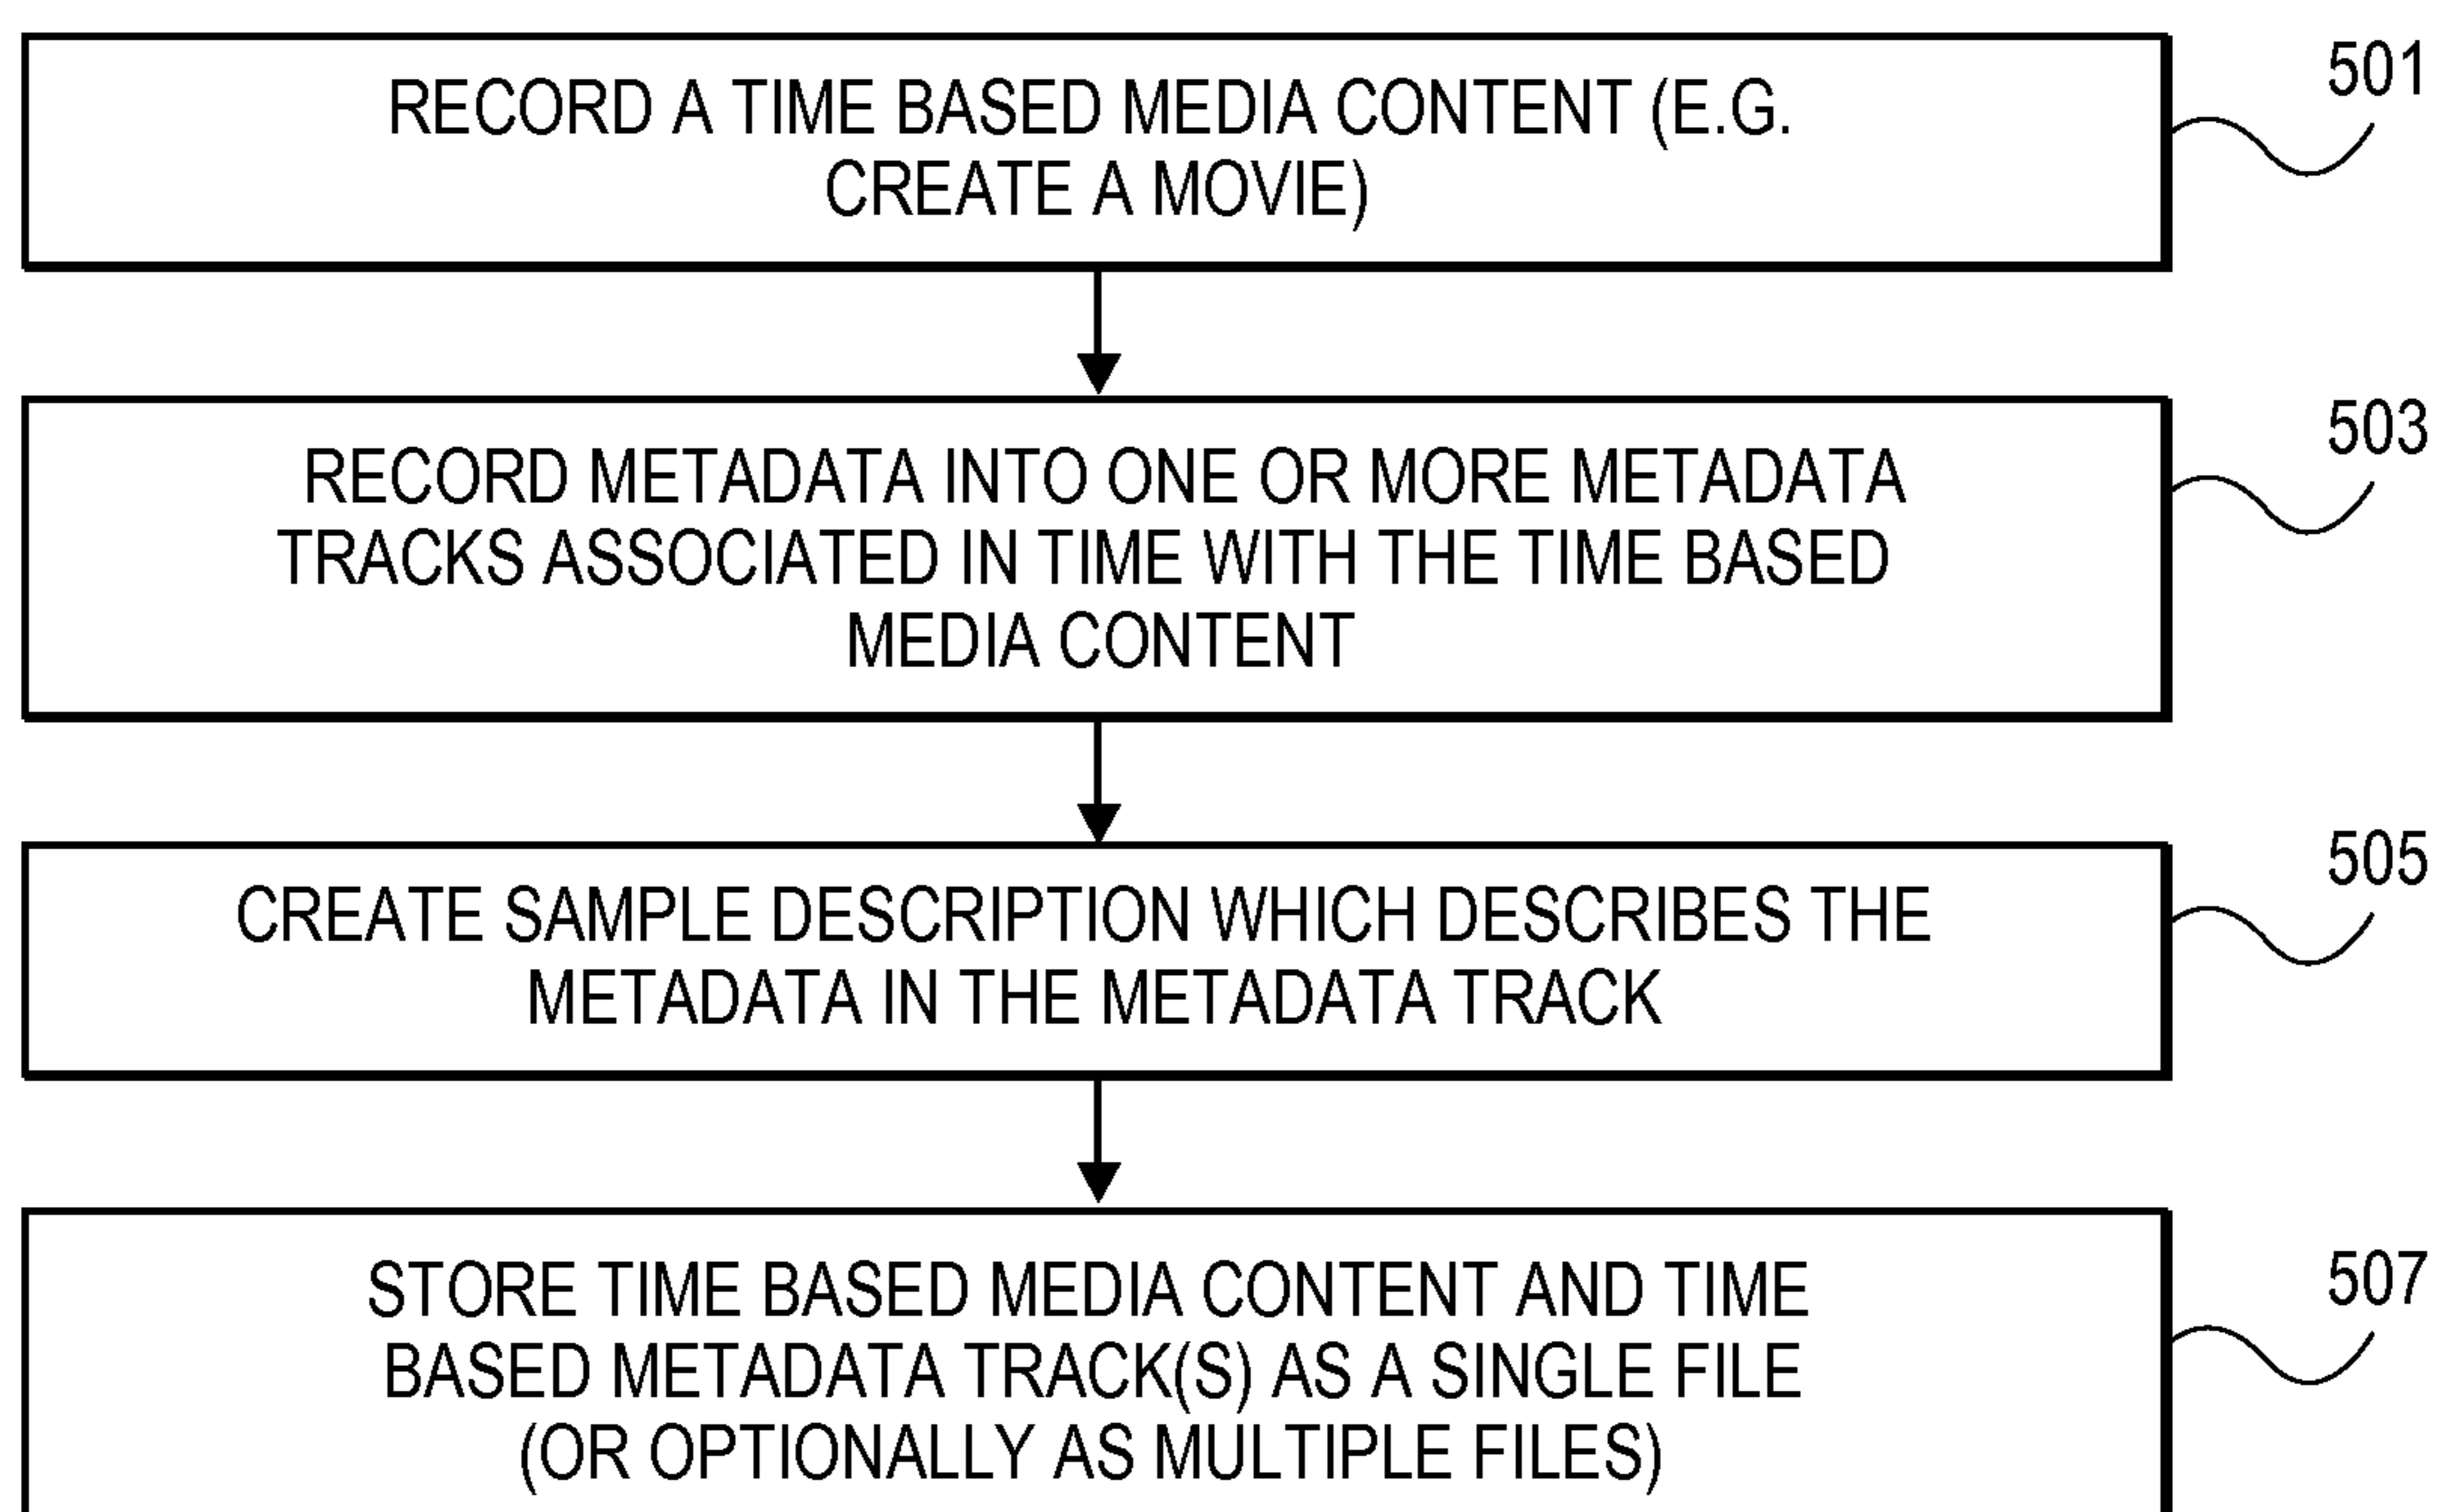 RECORD A TIME BASED MEDIA CONTENT (E.G.
CREATE A MOVIE)
501
RECORD METADATA INTO ONE OR MORE METADATA
TRACKS ASSOCIATED IN TIME WITH THE TIME BASED
MEDIA CONTENT
503
CREATE SAMPLE DESCRIPTION WHICH DESCRIBES THE
METADATA IN THE METADATA TRACK
505
STORE TIME BASED MEDIA CONTENT AND TIME
BASED METADATA TRACK(S) AS A SINGLE FILE
(OR OPTIONALLY AS MULTIPLE FILES)
507